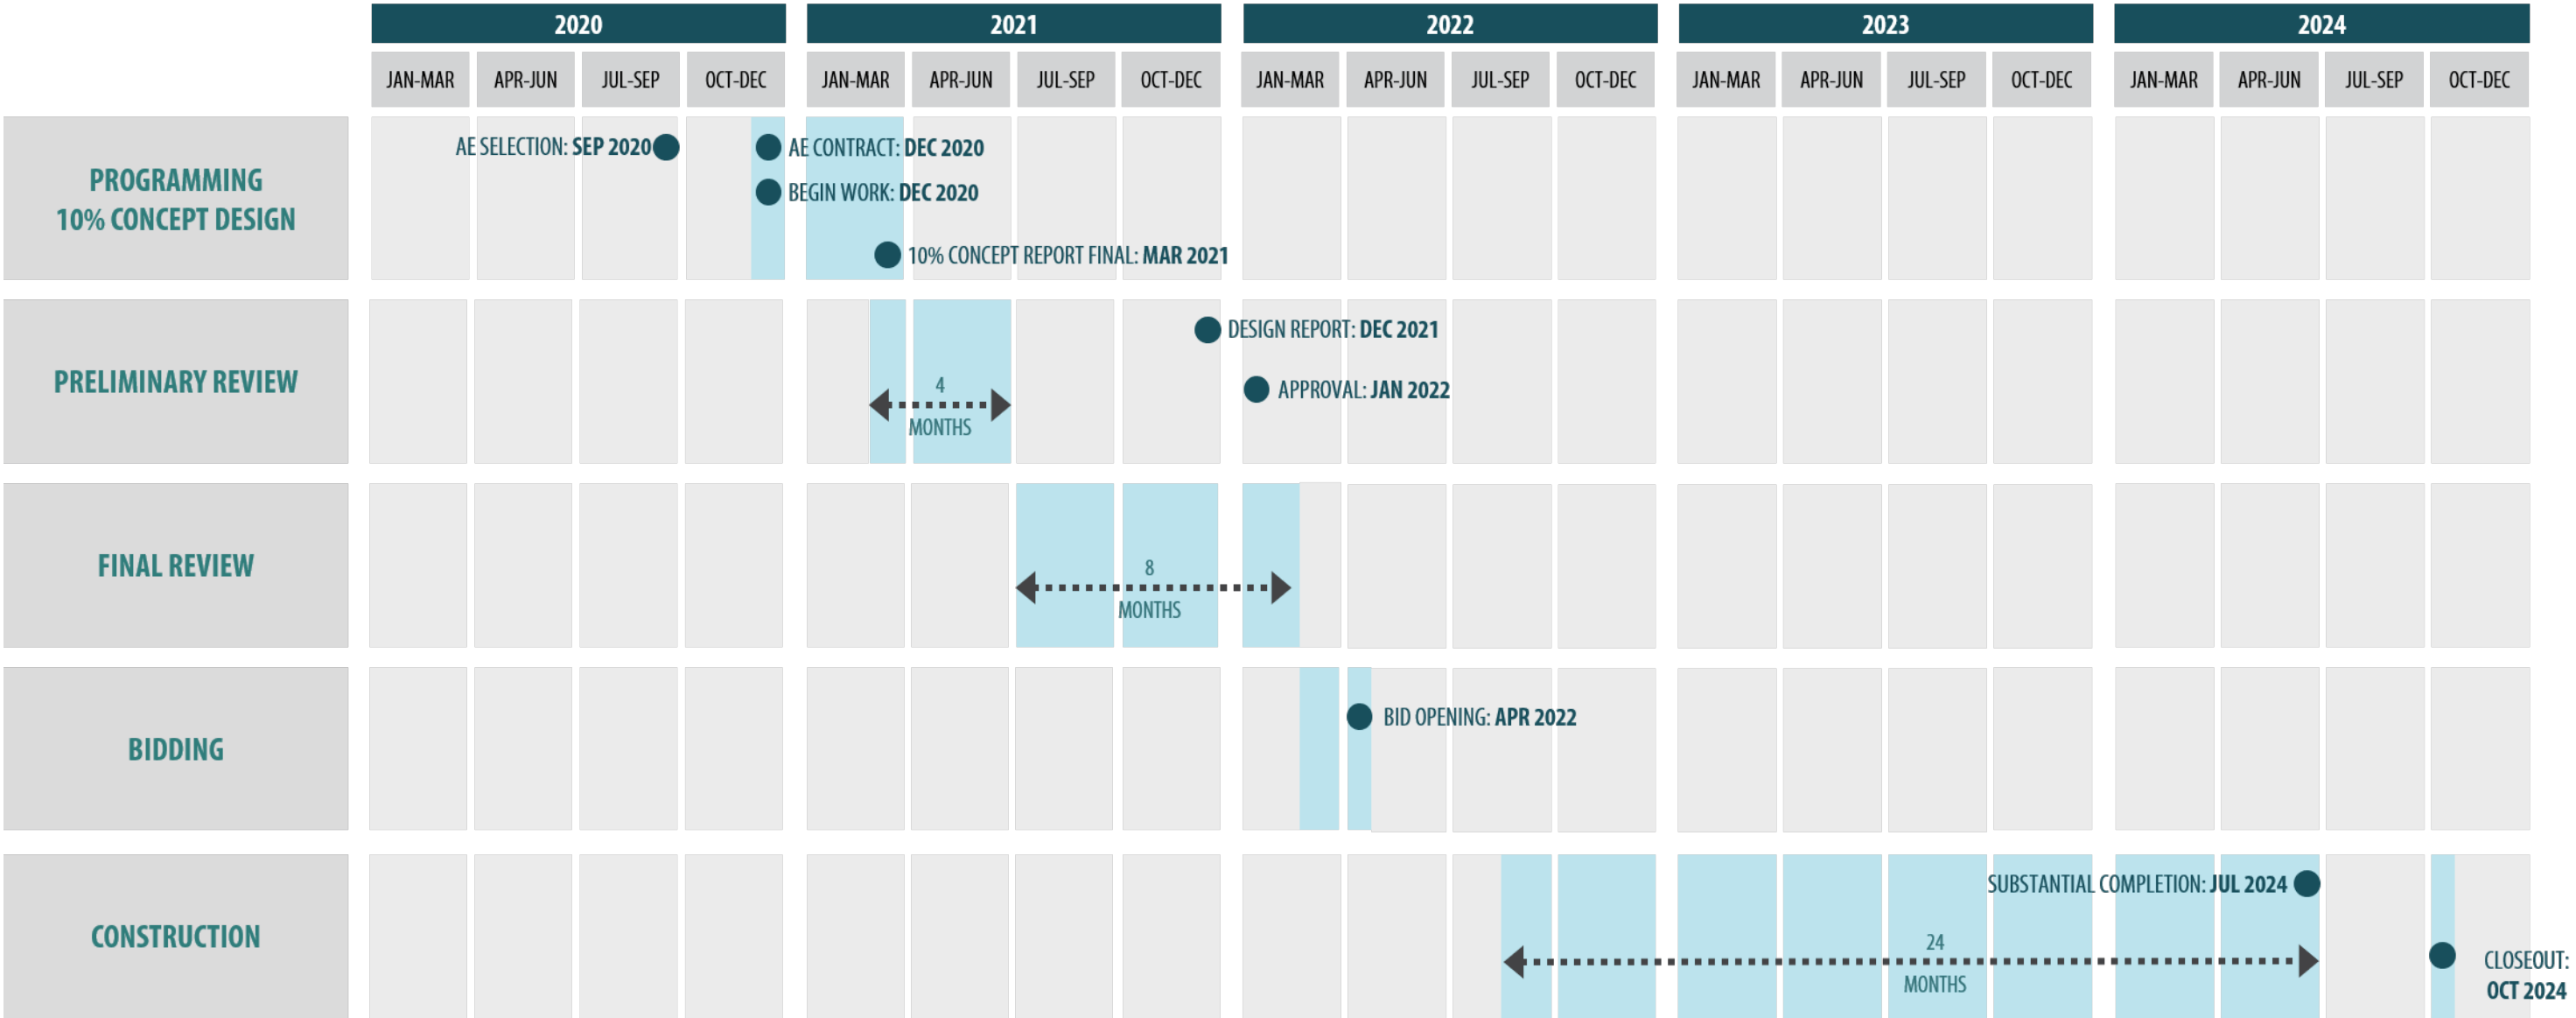 2020 2021 2022 2023 2024
JAN-MAR APR-JUN JUL-SEP OCT-DEC JAN-MAR APR-JUN JUL-SEP OCT-DEC JAN-MAR APR-JUN JUL-SEP OCT-DEC JAN-MAR APR-JUN JUL-SEP OCT-DEC JAN-MAR APR-JUN JUL-SEP OCT-DEC
PROGRAMMING
10% CONCEPT DESIGN
AE SELECTION: SEP 2020
AE CONTRACT: DEC 2020
BEGIN WORK: DEC 2020
10% CONCEPT REPORT FINAL: MAR 2021
PRELIMINARY REVIEW
4
MONTHS
DESIGN REPORT: DEC 2021
APPROVAL: JAN 2022
FINAL REVIEW
8
MONTHS
BIDDING
BID OPENING: APR 2022
CONSTRUCTION
SUBSTANTIAL COMPLETION: JUL 2024
24
MONTHS
CLOSEOUT:
OCT 2024